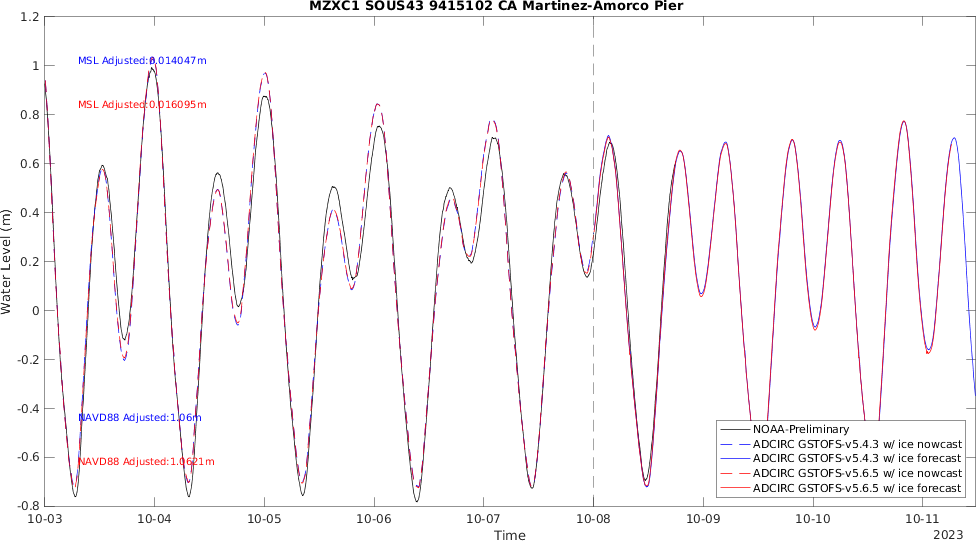 MZXC1 SOUS43 9415102 CA Martinez-Amorco Pier
1.2
1
0.8
0.6
0.4
0.2
0
-0.2
-0.4
-0.6
-0.8
Water Level (m)
MSL Adjusted:0.014047m
MSL Adjusted:0.016095m
NAVD88 Adjusted:1.06m
NAVD88 Adjusted:1.0621m
NOAA-Preliminary
ADCIRC GSTOFS-v5.4.3 w/ ice nowcast
ADCIRC GSTOFS-v5.4.3 w/ ice forecast
ADCIRC GSTOFS-v5.6.5 w/ ice nowcast
ADCIRC GSTOFS-v5.6.5 w/ ice forecast
10-03 10-04 10-05 10-06 10-07 10-08 10-09 10-10 10-11
Time
2023